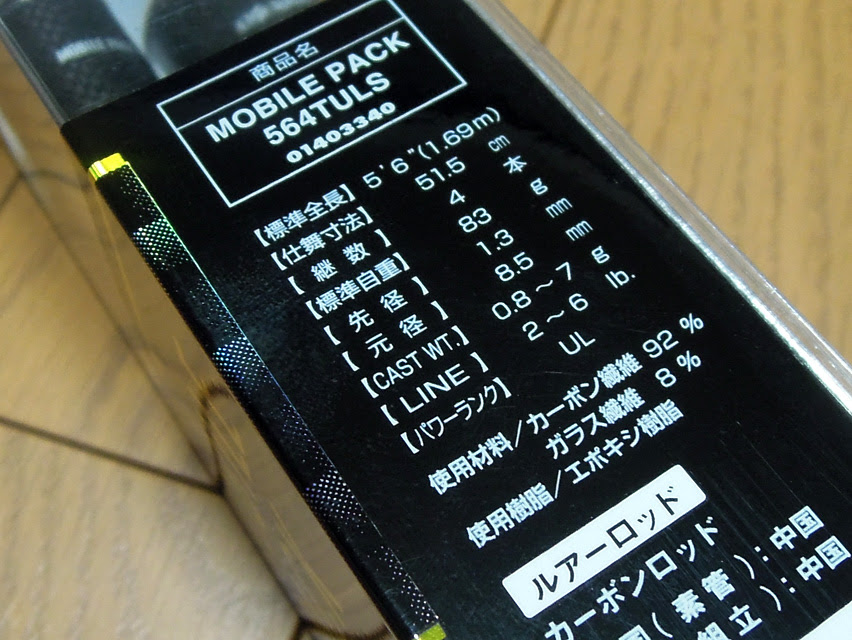 商品名
MOBILE PACK
564TULS
01403340
【標準全長】 5'6"(1.69m)
【仕舞寸法】 51.5 cm
【 継 数 】 4 本
【標準自重】 83 g
【 先 径 】 1.3 mm
【 元 径 】 8.5 mm
【CAST WT.】 0.8～7 g
【 LINE 】 2～6 lb.
【パワーランク】 UL
使用材料/カーボン繊維 92 %
ガラス繊維 8 %
使用樹脂/エポキシ樹脂
ルアーロッド
カーボンロッド
国(素管):中国
組立):中国